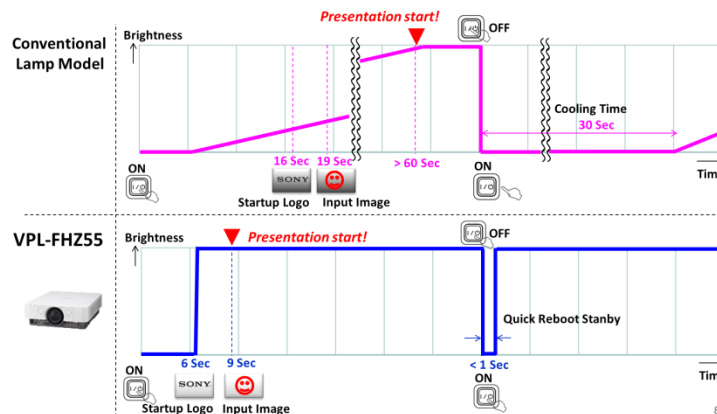 Conventional
Lamp Model
Brightness
Presentation start!
OFF
Cooling Time
30 Sec
16 Sec
19 Sec
> 60 Sec
ON
I / ⏻
SONY
Startup Logo
Input Image
ON
Tim
VPL-FHZ55
Brightness
Presentation start!
OFF
Quick Reboot Stanby
6 Sec
9 Sec
< 1 Sec
ON
SONY
Startup Logo
Input Image
ON
Tim